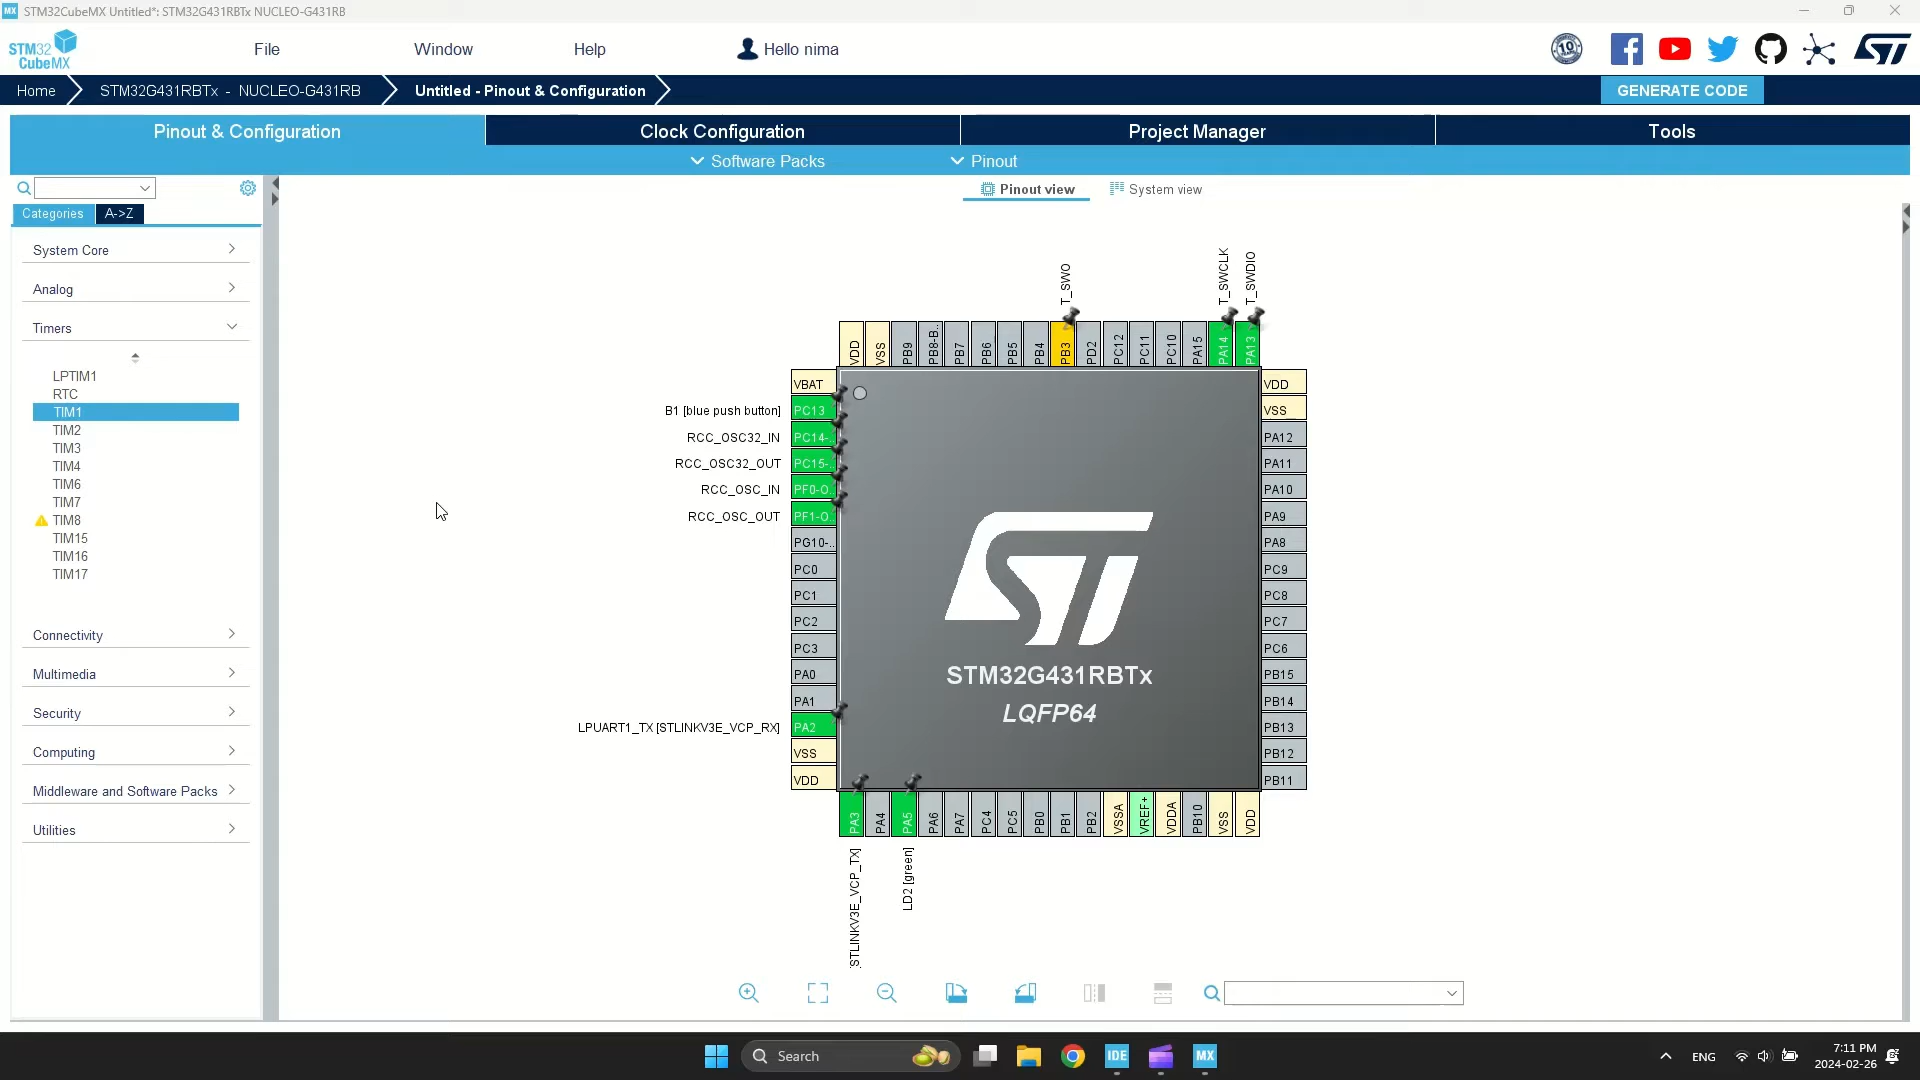 MX STM32CubeMX Untitled*: STM32G431RBTx NUCLEO-G431RB
STM32
CubeMX
File
Window
Help
Hello nima
10
ST
Home
STM32G431RBTx - NUCLEO-G431RB
Untitled - Pinout & Configuration
GENERATE CODE
Pinout & Configuration
Clock Configuration
Project Manager
Tools
Software Packs
Pinout
Pinout view
System view
Categories
A->Z
System Core
Analog
Timers
LPTIM1
RTC
TIM1
TIM2
TIM3
TIM4
TIM6
TIM7
TIM8
TIM15
TIM16
TIM17
Connectivity
Multimedia
Security
Computing
Middleware and Software Packs
Utilities
T_SWO
T_SWCLK
T_SWDIO
VDD
VSS
PB9
PB8-B..
PB7
PB6
PB5
PB4
PB3
PD2
PC12
PC11
PC10
PA15
PA14
PA13
VBAT
B1 [blue push button]
PC13
RCC_OSC32_IN
PC14-..
RCC_OSC32_OUT
PC15-..
RCC_OSC_IN
PF0-O..
RCC_OSC_OUT
PF1-O..
PG10-..
PC0
PC1
PC2
PC3
PA0
PA1
LPUART1_TX [STLINKV3E_VCP_RX]
PA2
VSS
VDD
VDD
VSS
PA12
PA11
PA10
PA9
PA8
PC9
PC8
PC7
PC6
PB15
PB14
PB13
PB12
PB11
ST
STM32G431RBTx
LQFP64
PA3
PA4
PA5
PA6
PA7
PC4
PC5
PB0
PB1
PB2
VSSA
VREF+
VDDA
PB10
VSS
VDD
[STLINKV3E_VCP_TX]
LD2 [green]
Search
IDE
MX
ENG
7:11 PM
2024-02-26